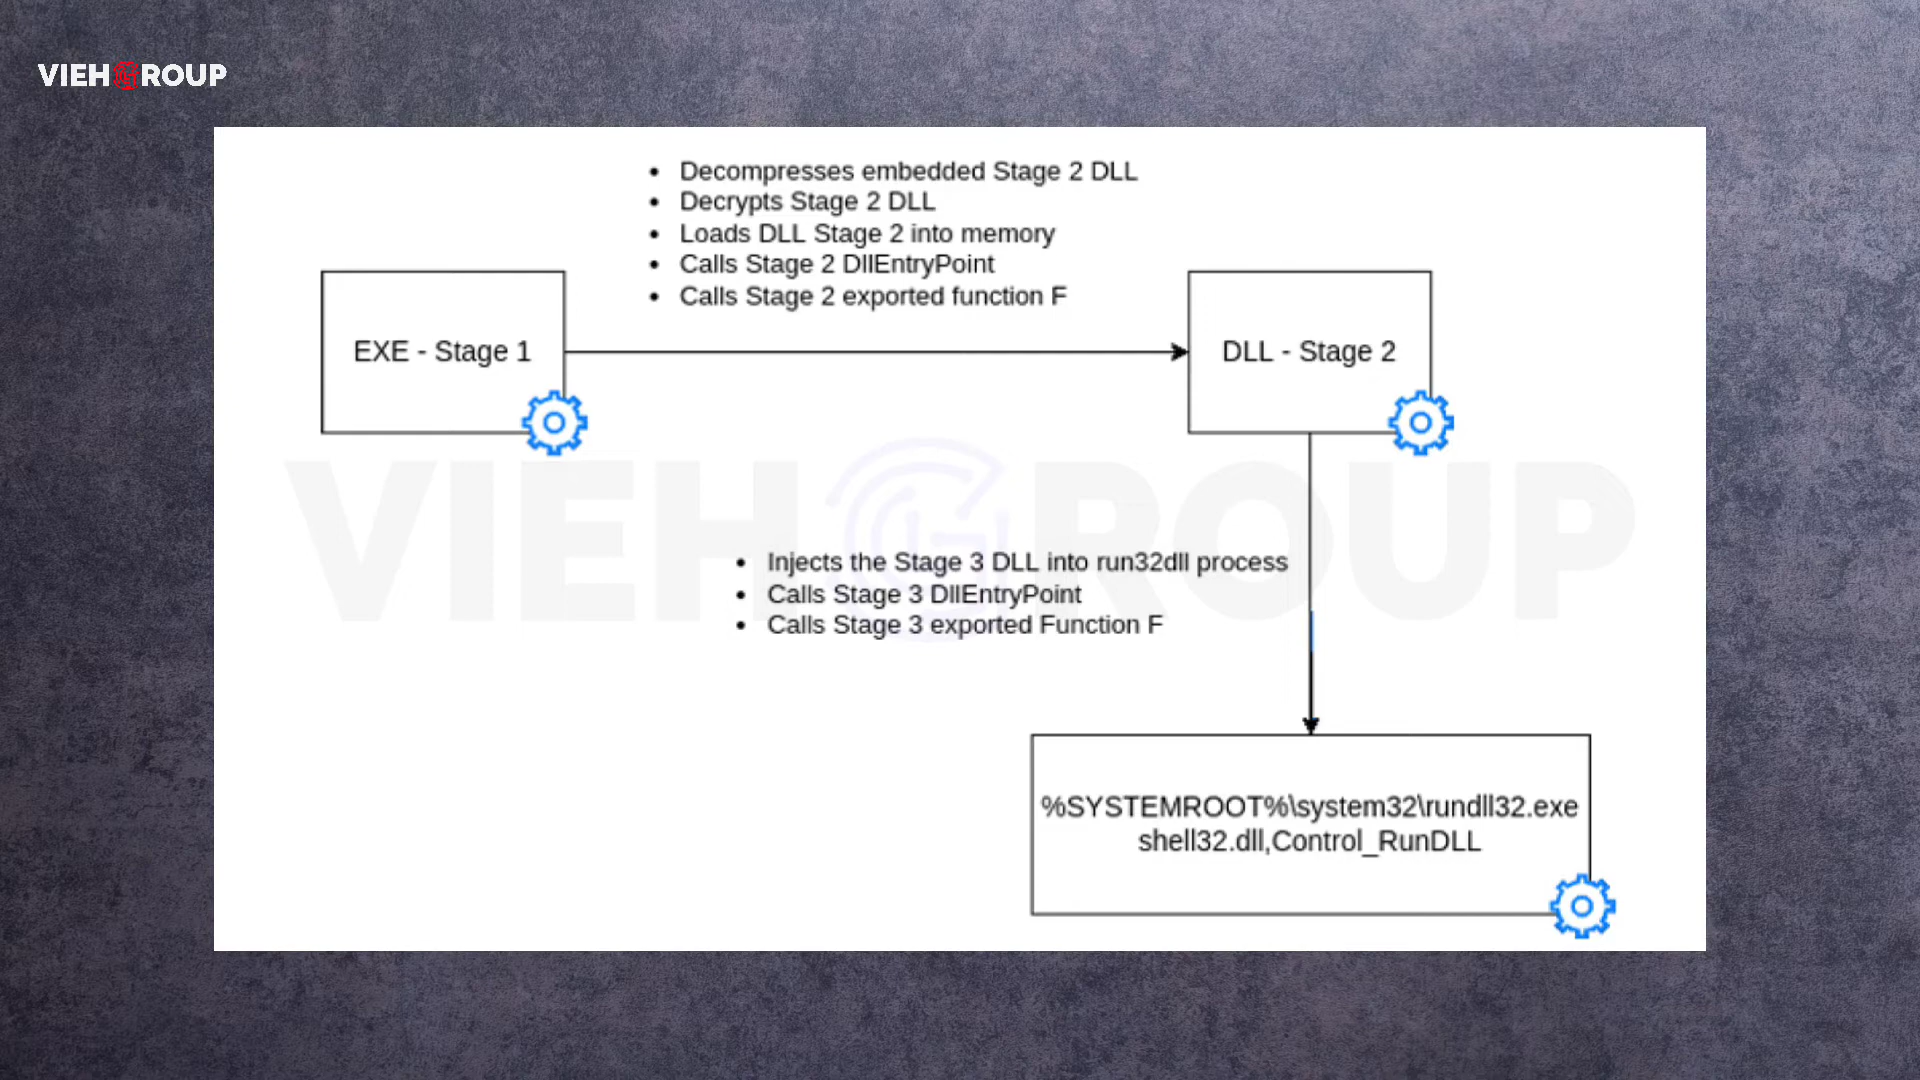 VIEHGROUP
• Decompresses embedded Stage 2 DLL
• Decrypts Stage 2 DLL
• Loads DLL Stage 2 into memory
• Calls Stage 2 DllEntryPoint
• Calls Stage 2 exported function F
EXE - Stage 1
DLL - Stage 2
VIEHGROUP
• Injects the Stage 3 DLL into run32dll process
• Calls Stage 3 DllEntryPoint
• Calls Stage 3 exported Function F
%SYSTEMROOT%\system32\rundll32.exe
shell32.dll,Control_RunDLL